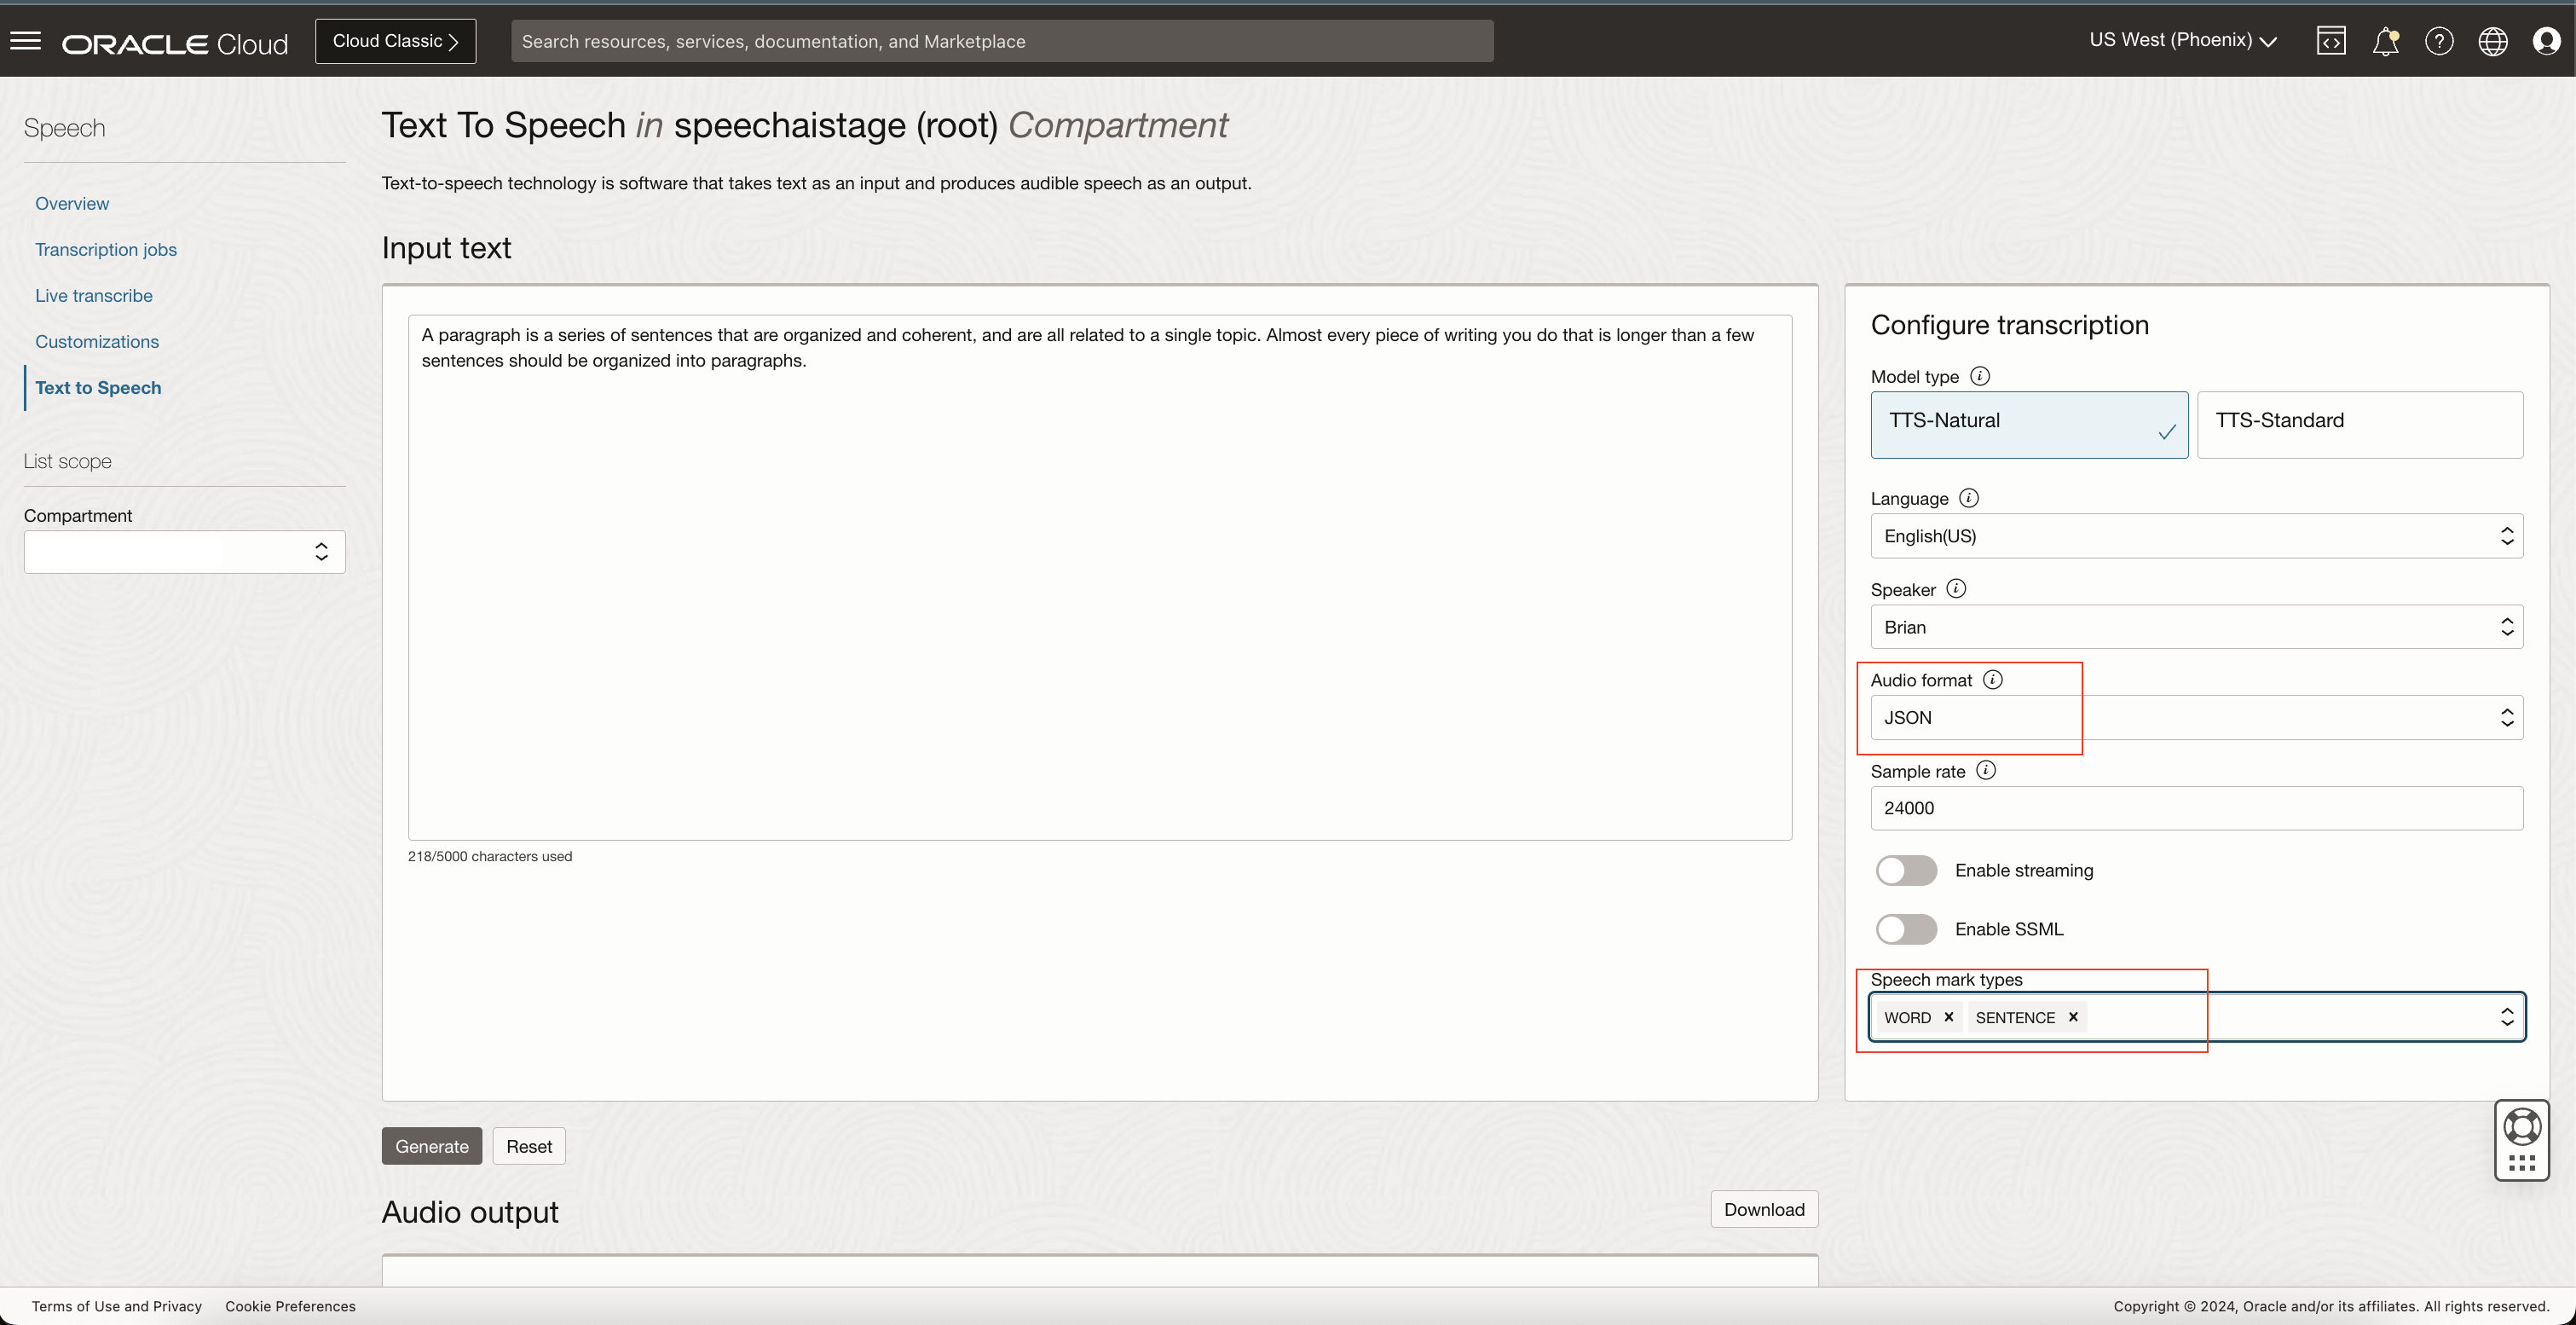 ORACLE Cloud
Cloud Classic
Search resources, services, documentation, and Marketplace
US West (Phoenix)
Speech
Overview
Transcription jobs
Live transcribe
Customizations
Text to Speech
List scope
Compartment
Text To Speech in speechaistage (root) Compartment
Text-to-speech technology is software that takes text as an input and produces audible speech as an output.
Input text
A paragraph is a series of sentences that are organized and coherent, and are all related to a single topic. Almost every piece of writing you do that is longer than a few
sentences should be organized into paragraphs.
218/5000 characters used
Configure transcription
Model type
TTS-Natural
TTS-Standard
Language
English(US)
Speaker
Brian
Audio format
JSON
Sample rate
24000
Enable streaming
Enable SSML
Speech mark types
WORD
SENTENCE
Generate
Reset
Audio output
Download
Terms of Use and Privacy
Cookie Preferences
Copyright © 2024, Oracle and/or its affiliates. All rights reserved.